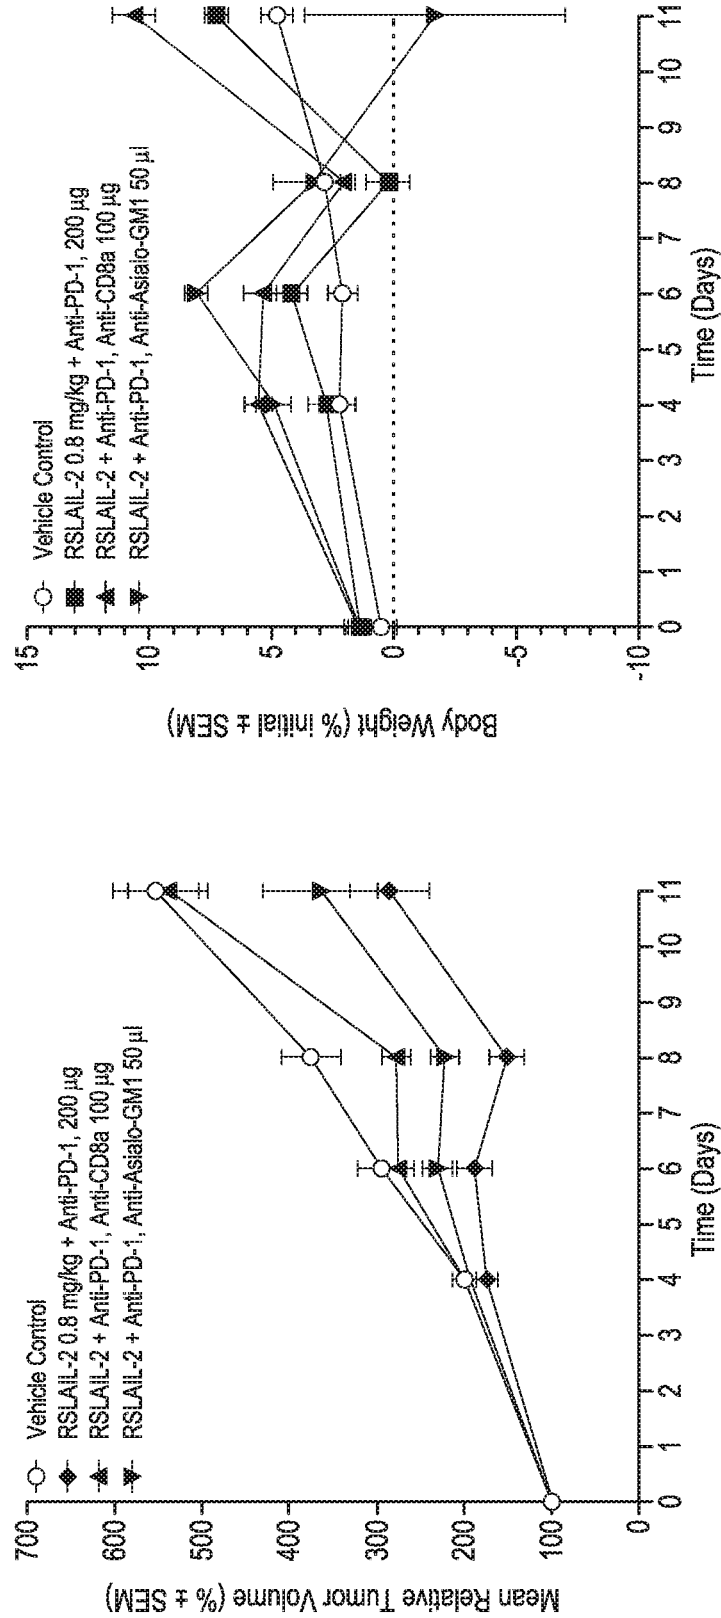 Mean Relative Tumor Volume (% ± SEM)
700
600
500
400
300
200
100
0
Vehicle Control
RSLAIL-2 0.8 mg/kg + Anti-PD-1, 200 µg
RSLAIL-2 + Anti-PD-1, Anti-CD8a 100 µg
RSLAIL-2 + Anti-PD-1, Anti-Asialo-GM1 50 µl
0 1 2 3 4 5 6 7 8 9 10 11
Time (Days)
Body Weight (% initial ± SEM)
15
10
5
0
-5
-10
Vehicle Control
RSLAIL-2 0.8 mg/kg + Anti-PD-1, 200 µg
RSLAIL-2 + Anti-PD-1, Anti-CD8a 100 µg
RSLAIL-2 + Anti-PD-1, Anti-Asialo-GM1 50 µl
0 1 2 3 4 5 6 7 8 9 10 11
Time (Days)